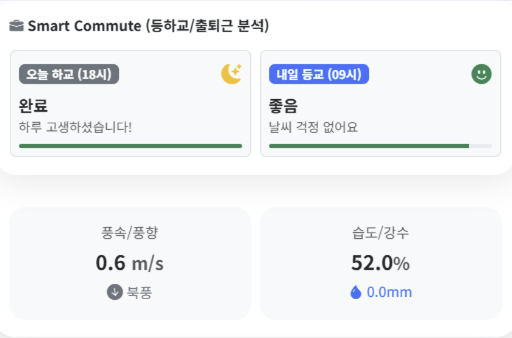 Smart Commute (등하교/출퇴근 분석)
오늘 하교 (18시)
완료
하루 고생하셨습니다!
내일 등교 (09시)
좋음
날씨 걱정 없어요
풍속/풍향
0.6 m/s
북풍
습도/강수
52.0%
0.0mm